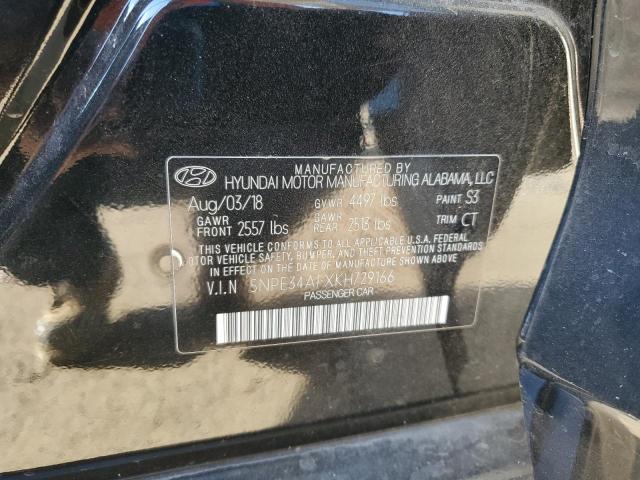 MANUFACTURED BY
HYUNDAI MOTOR MANUFACTURING ALABAMA, LLC
Aug/03/18 GVWR 4497 lbs PAINT S3
GAWR FRONT 2557 lbs GAWR REAR 2513 lbs TRIM CT
THIS VEHICLE CONFORMS TO ALL APPLICABLE U.S.A. FEDERAL
MOTOR VEHICLE SAFETY, BUMPER, AND THEFT PREVENTION STANDARDS
IN EFFECT ON THE DATE OF MANUFACTURE SHOWN ABOVE.
V.I.N 5NPE34AFXKH729166
PASSENGER CAR